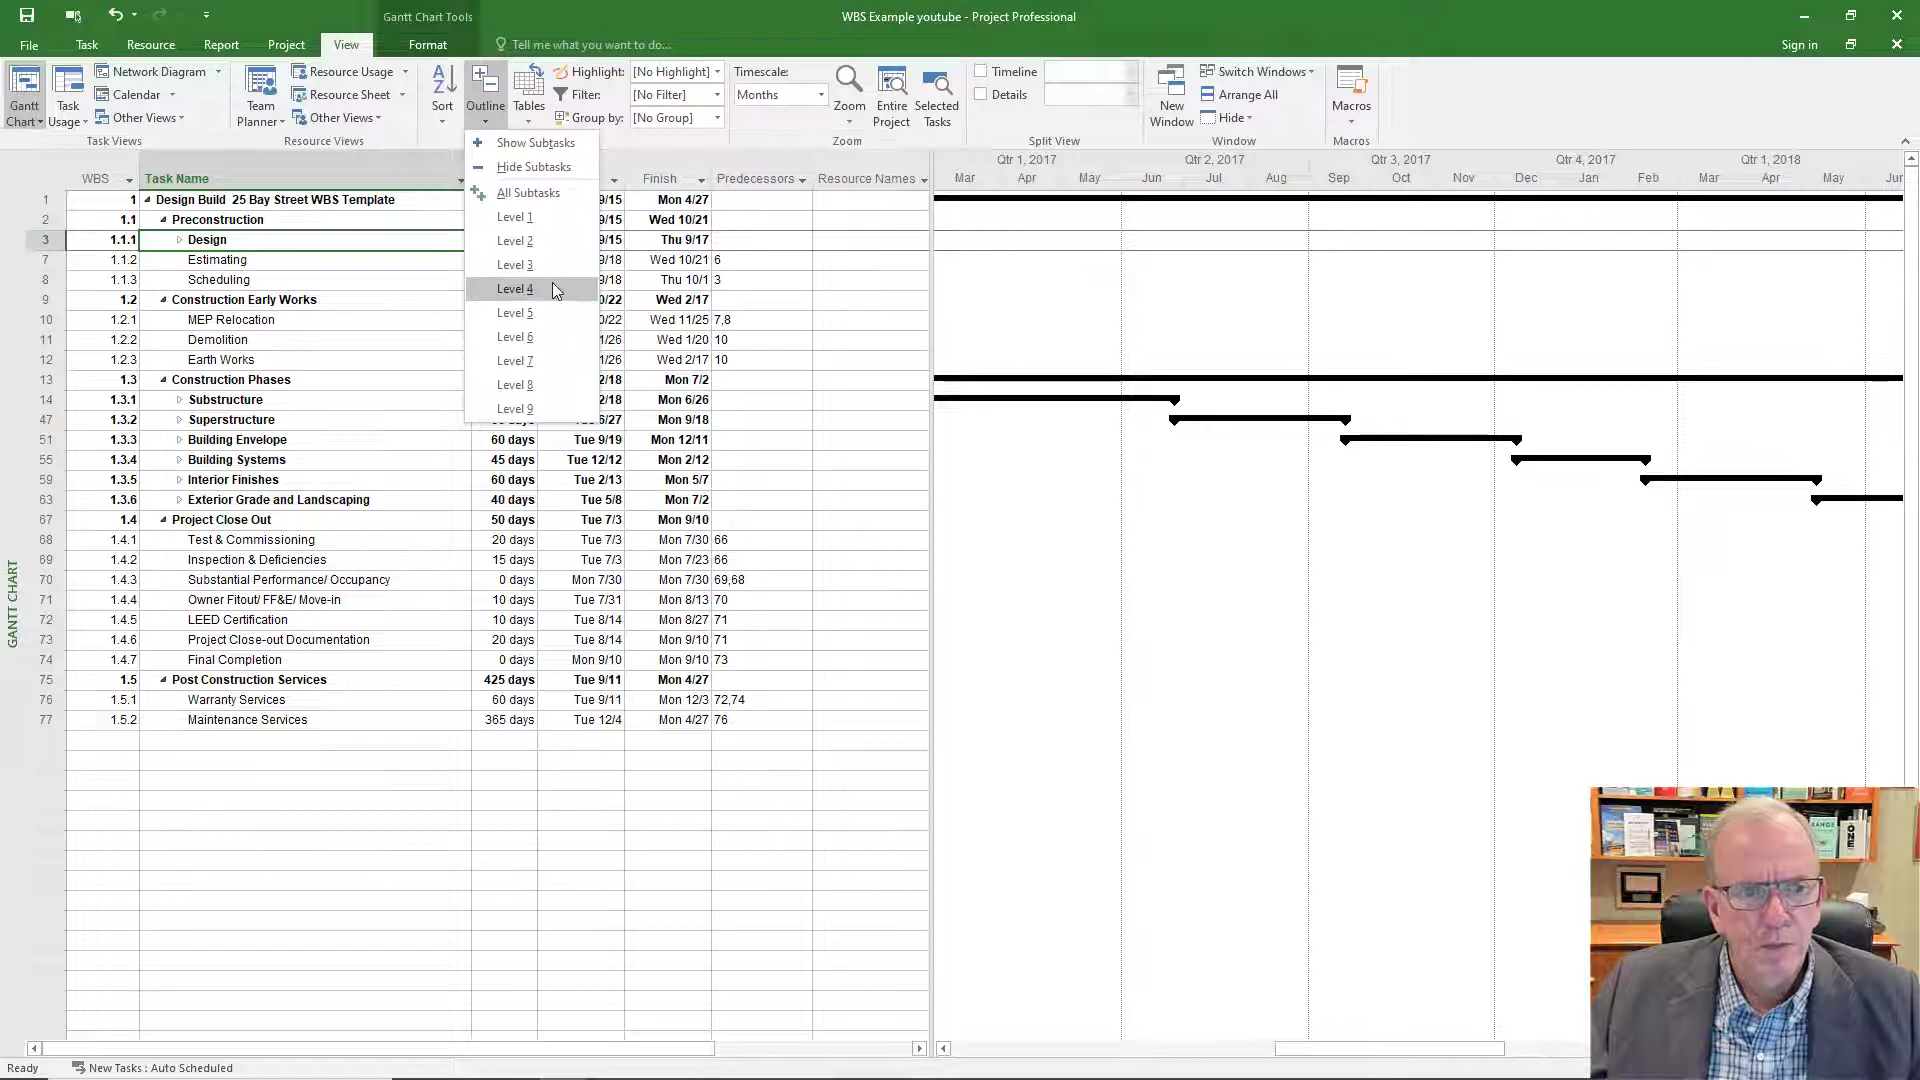 Gantt Chart Tools
WBS Example youtube - Project Professional
File Task Resource Report Project View Format Tell me what you want to do... Sign in
Gantt Chart
Task Usage
Network Diagram
Calendar
Other Views
Task Views
Team Planner
Resource Usage
Resource Sheet
Other Views
Resource Views
Sort
Outline
Tables
Highlight: [No Highlight]
Filter: [No Filter]
Group by: [No Group]
Timescale:
Months
Zoom
Entire Project
Selected Tasks
Zoom
Timeline
Details
Split View
New Window
Switch Windows
Arrange All
Hide
Window
Macros
Macros
Show Subtasks
Hide Subtasks
All Subtasks
Level 1
Level 2
Level 3
Level 4
Level 5
Level 6
Level 7
Level 8
Level 9
WBS Task Name Finish Predecessors Resource Names
Qtr 1, 2017 Qtr 2, 2017 Qtr 3, 2017 Qtr 4, 2017 Qtr 1, 2018
Mar Apr May Jun Jul Aug Sep Oct Nov Dec Jan Feb Mar Apr May Jun
1 1 Design Build 25 Bay Street WBS Template 9/15 Mon 4/27
2 1.1 Preconstruction 9/15 Wed 10/21
3 1.1.1 Design 9/15 Thu 9/17
7 1.1.2 Estimating 9/18 Wed 10/21 6
8 1.1.3 Scheduling 9/18 Thu 10/1 3
9 1.2 Construction Early Works 0/22 Wed 2/17
10 1.2.1 MEP Relocation 0/22 Wed 11/25 7,8
11 1.2.2 Demolition 1/26 Wed 1/20 10
12 1.2.3 Earth Works 1/26 Wed 2/17 10
13 1.3 Construction Phases 2/18 Mon 7/2
14 1.3.1 Substructure 2/18 Mon 6/26
47 1.3.2 Superstructure 6/27 Mon 9/18
51 1.3.3 Building Envelope 60 days Tue 9/19 Mon 12/11
55 1.3.4 Building Systems 45 days Tue 12/12 Mon 2/12
59 1.3.5 Interior Finishes 60 days Tue 2/13 Mon 5/7
63 1.3.6 Exterior Grade and Landscaping 40 days Tue 5/8 Mon 7/2
67 1.4 Project Close Out 50 days Tue 7/3 Mon 9/10
68 1.4.1 Test & Commissioning 20 days Tue 7/3 Mon 7/30 66
69 1.4.2 Inspection & Deficiencies 15 days Tue 7/3 Mon 7/23 66
70 1.4.3 Substantial Performance/ Occupancy 0 days Mon 7/30 Mon 7/30 69,68
71 1.4.4 Owner Fitout/ FF&E/ Move-in 10 days Tue 7/31 Mon 8/13 70
72 1.4.5 LEED Certification 10 days Tue 8/14 Mon 8/27 71
73 1.4.6 Project Close-out Documentation 20 days Tue 8/14 Mon 9/10 71
74 1.4.7 Final Completion 0 days Mon 9/10 Mon 9/10 73
75 1.5 Post Construction Services 425 days Tue 9/11 Mon 4/27
76 1.5.1 Warranty Services 60 days Tue 9/11 Mon 12/3 72,74
77 1.5.2 Maintenance Services 365 days Tue 12/4 Mon 4/27 76
GANTT CHART
ONE
Ready New Tasks : Auto Scheduled